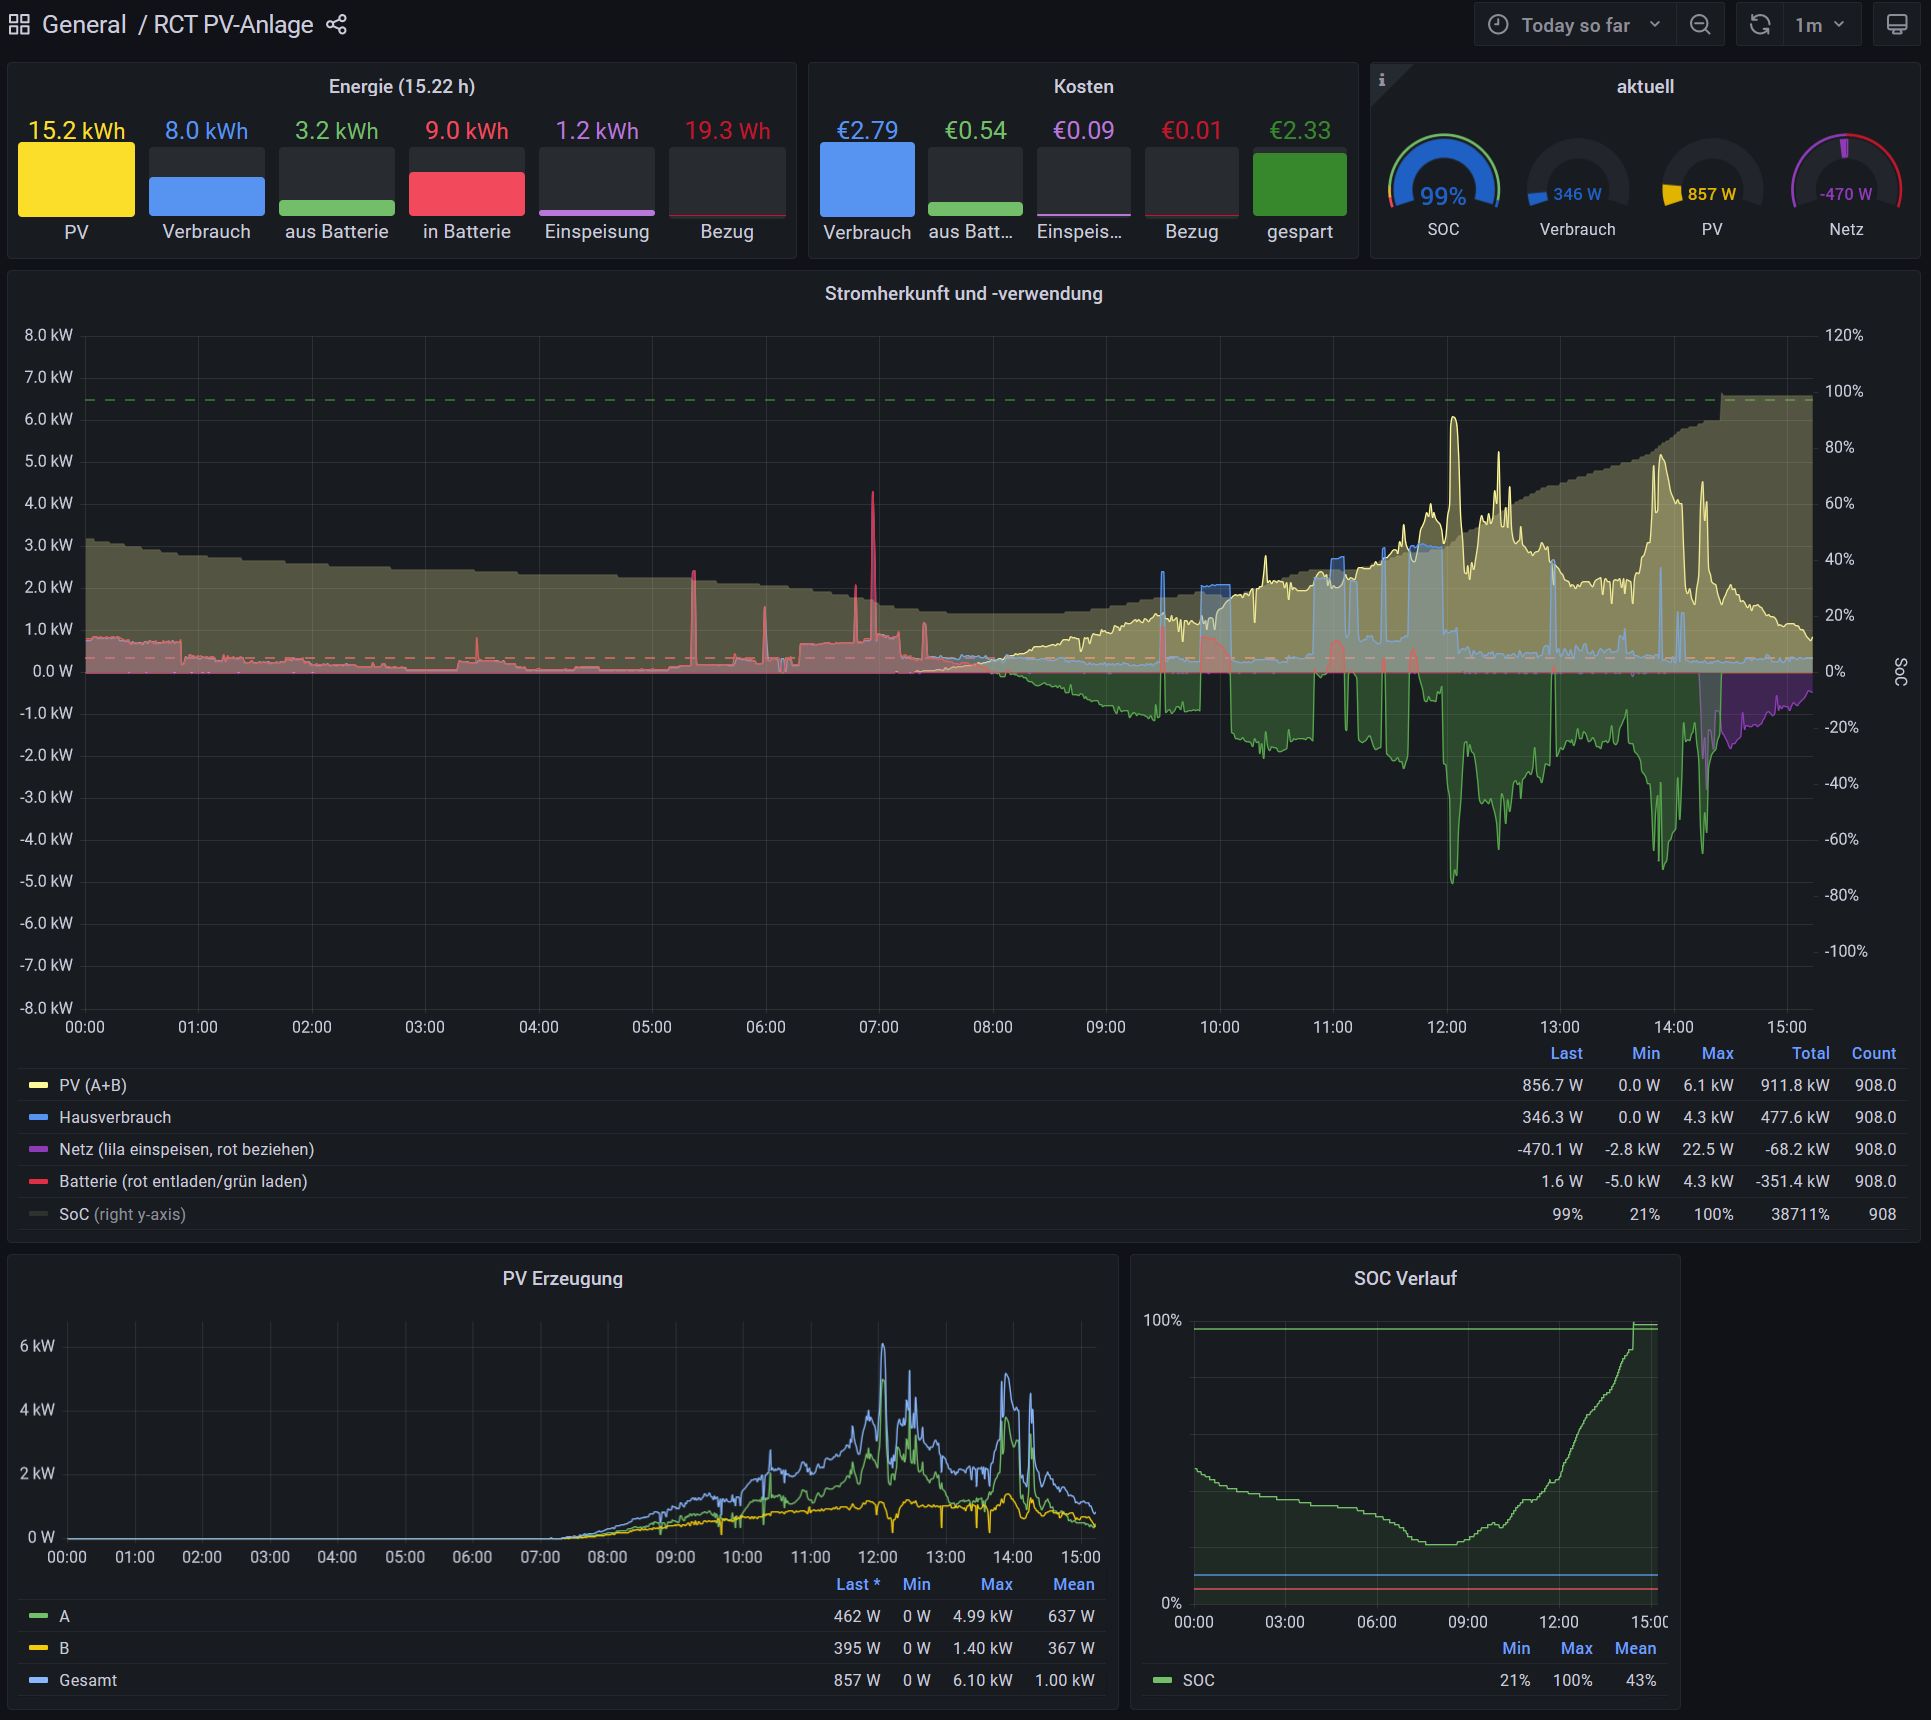 General / RCT PV-Anlage
Today so far
1m
Energie (15.22 h)
15.2 kWh 8.0 kWh 3.2 kWh 9.0 kWh 1.2 kWh 19.3 Wh
PV Verbrauch aus Batterie in Batterie Einspeisung Bezug
Kosten
€2.79 €0.54 €0.09 €0.01 €2.33
Verbrauch aus Batt... Einspeis... Bezug gespart
i
aktuell
99% 346 W 857 W -470 W
SOC Verbrauch PV Netz
Stromherkunft und -verwendung
8.0 kW
7.0 kW
6.0 kW
5.0 kW
4.0 kW
3.0 kW
2.0 kW
1.0 kW
0.0 W
-1.0 kW
-2.0 kW
-3.0 kW
-4.0 kW
-5.0 kW
-6.0 kW
-7.0 kW
-8.0 kW
120%
100%
80%
60%
40%
20%
0%
-20%
-40%
-60%
-80%
-100%
SoC
00:00 01:00 02:00 03:00 04:00 05:00 06:00 07:00 08:00 09:00 10:00 11:00 12:00 13:00 14:00 15:00
Last Min Max Total Count
PV (A+B) 856.7 W 0.0 W 6.1 kW 911.8 kW 908.0
Hausverbrauch 346.3 W 0.0 W 4.3 kW 477.6 kW 908.0
Netz (lila einspeisen, rot beziehen) -470.1 W -2.8 kW 22.5 W -68.2 kW 908.0
Batterie (rot entladen/grün laden) 1.6 W -5.0 kW 4.3 kW -351.4 kW 908.0
SoC (right y-axis) 99% 21% 100% 38711% 908
PV Erzeugung
6 kW
4 kW
2 kW
0 W
00:00 01:00 02:00 03:00 04:00 05:00 06:00 07:00 08:00 09:00 10:00 11:00 12:00 13:00 14:00 15:00
Last * Min Max Mean
A 462 W 0 W 4.99 kW 637 W
B 395 W 0 W 1.40 kW 367 W
Gesamt 857 W 0 W 6.10 kW 1.00 kW
SOC Verlauf
100%
0%
00:00 03:00 06:00 09:00 12:00 15:00
Min Max Mean
SOC 21% 100% 43%